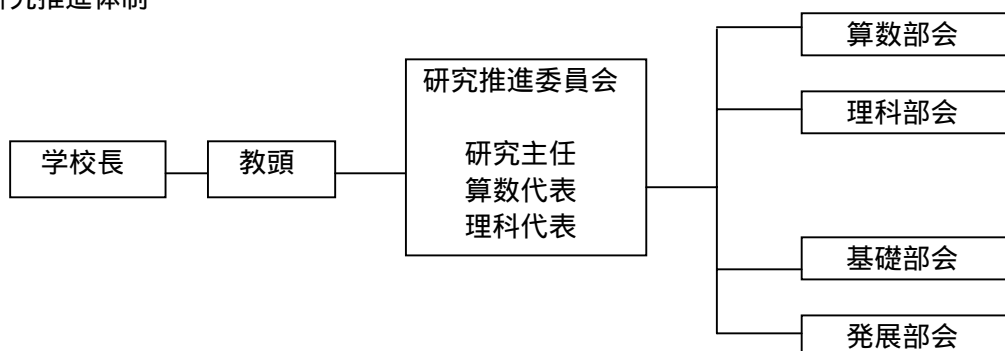 研究推進体制
学校長
教頭
研究推進委員会
研究主任
算数代表
理科代表
算数部会
理科部会
基礎部会
発展部会